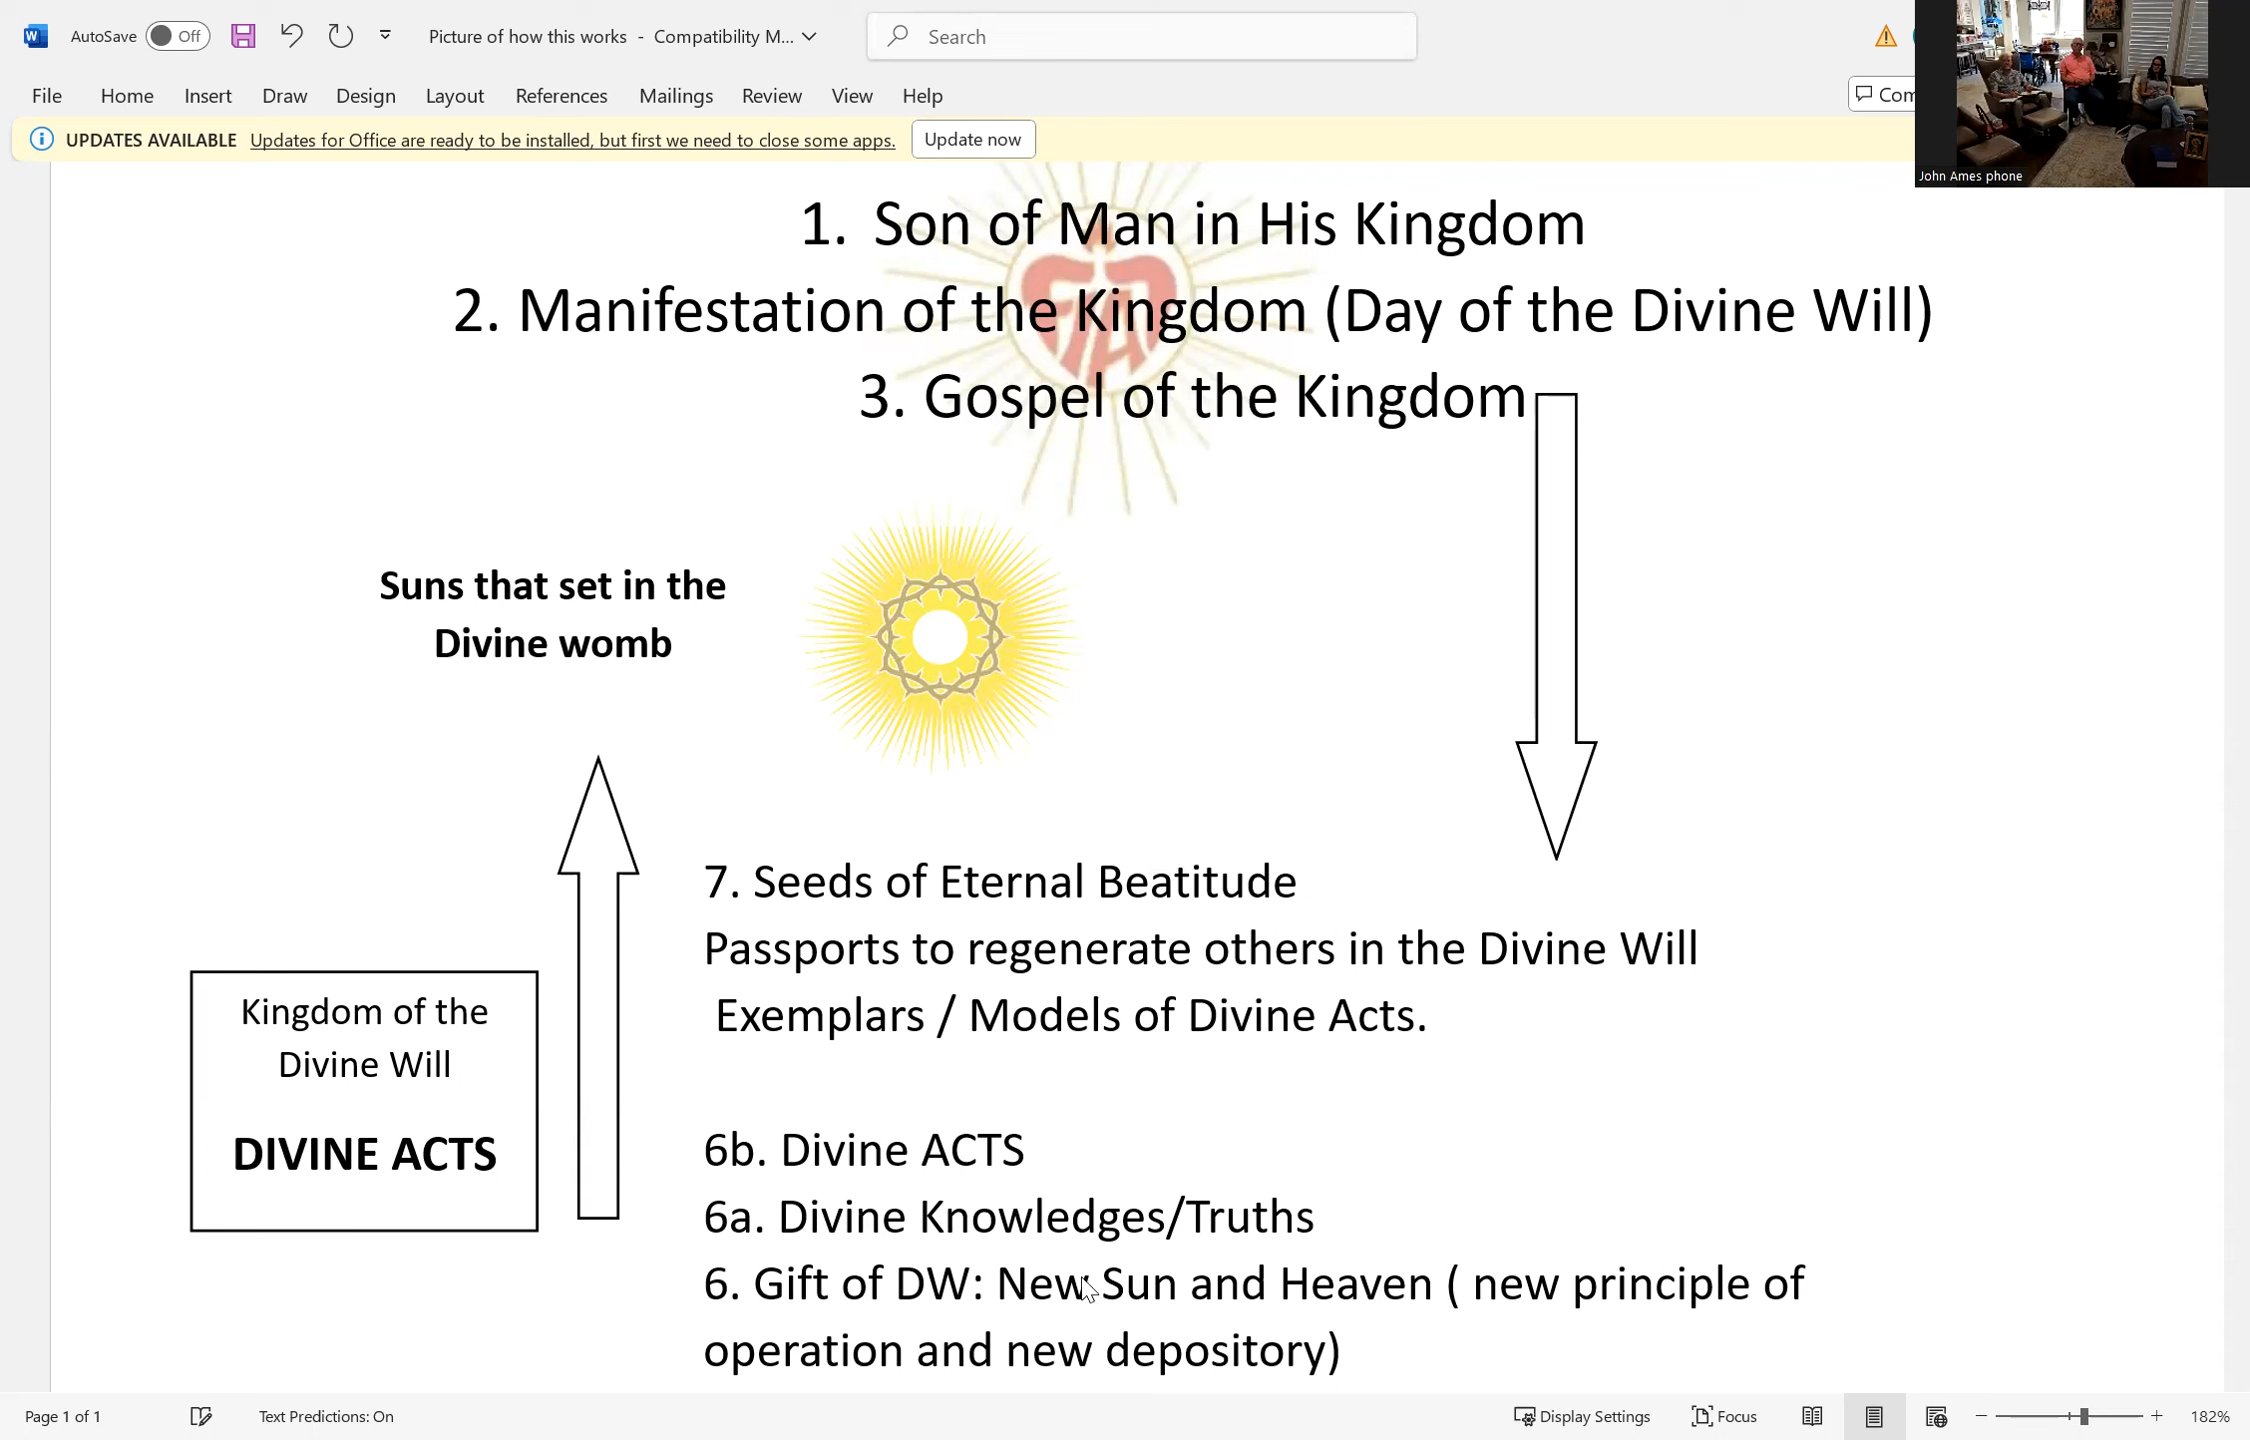 AutoSave Off Picture of how this works - Compatibility M... Search
File Home Insert Draw Design Layout References Mailings Review View Help Com
UPDATES AVAILABLE Updates for Office are ready to be installed, but first we need to close some apps. Update now
John Ames phone
1. Son of Man in His Kingdom
2. Manifestation of the Kingdom (Day of the Divine Will)
3. Gospel of the Kingdom
Suns that set in the
Divine womb
7. Seeds of Eternal Beatitude
Passports to regenerate others in the Divine Will
Exemplars / Models of Divine Acts.
Kingdom of the
Divine Will
DIVINE ACTS
6b. Divine ACTS
6a. Divine Knowledges/Truths
6. Gift of DW: New Sun and Heaven ( new principle of
operation and new depository)
Page 1 of 1 Text Predictions: On Display Settings Focus 182%